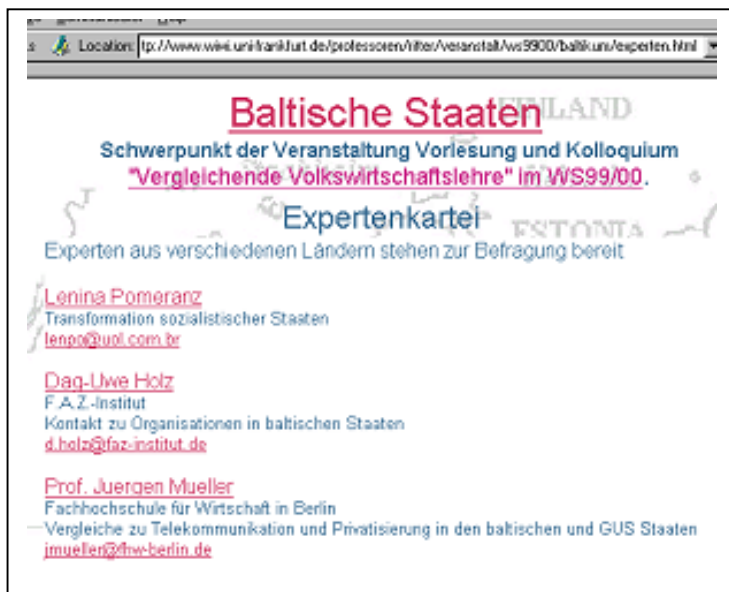 Location: tp://www.wiwi.uni-frankfurt.de/professoren/ritter/veranstalt/ws9900/baltikum/experten.html
Baltische Staaten
FINLAND
Schwerpunkt der Veranstaltung Vorlesung und Kolloquium
"Vergleichende Volkswirtschaftslehre" im WS99/00.
Expertenkartei
ESTONIA
Experten aus verschiedenen Ländern stehen zur Befragung bereit
Lenina Pomeranz
Transformation sozialistischer Staaten
lenpo@uol.com.br
Dag-Uwe Holz
F.A.Z.-Institut
Kontakt zu Organisationen in baltischen Staaten
d.holz@faz-institut.de
Prof. Juergen Mueller
Fachhochschule für Wirtschaft in Berlin
Vergleiche zu Telekommunikation und Privatisierung in den baltischen und GUS Staaten
jmueller@fhw-berlin.de